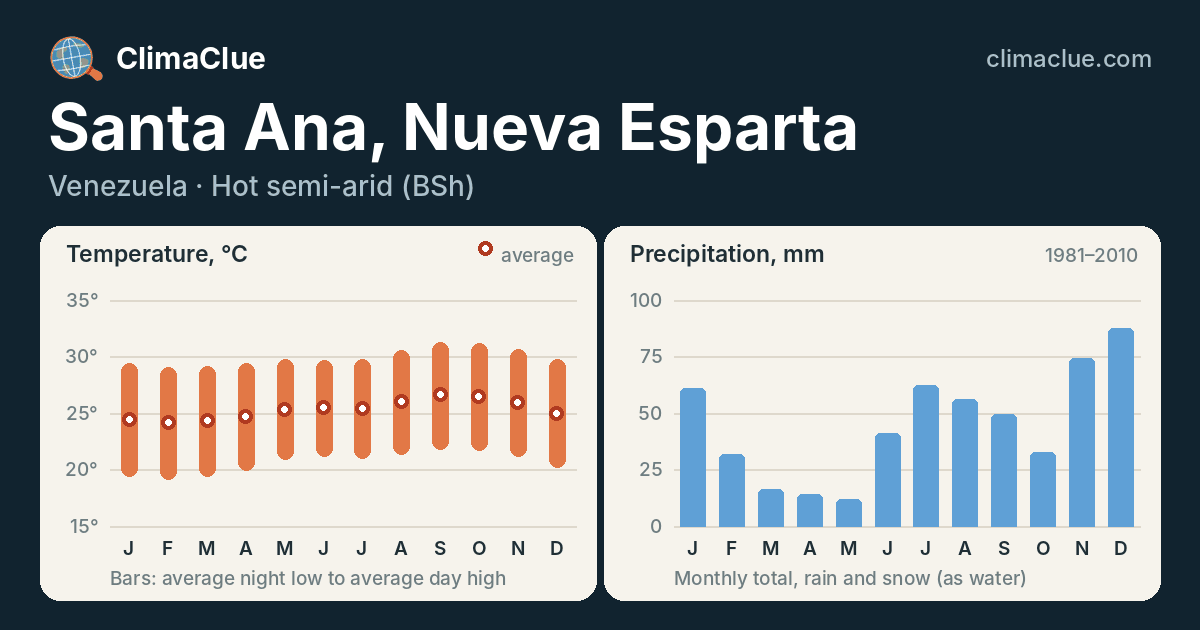 ClimaClue
climaclue.com
Santa Ana, Nueva Esparta
Venezuela · Hot semi-arid (BSh)
Temperature, °C
average
35°
30°
25°
20°
15°
J F M A M J J A S O N D
Bars: average night low to average day high
Precipitation, mm
1981–2010
100
75
50
25
0
J F M A M J J A S O N D
Monthly total, rain and snow (as water)